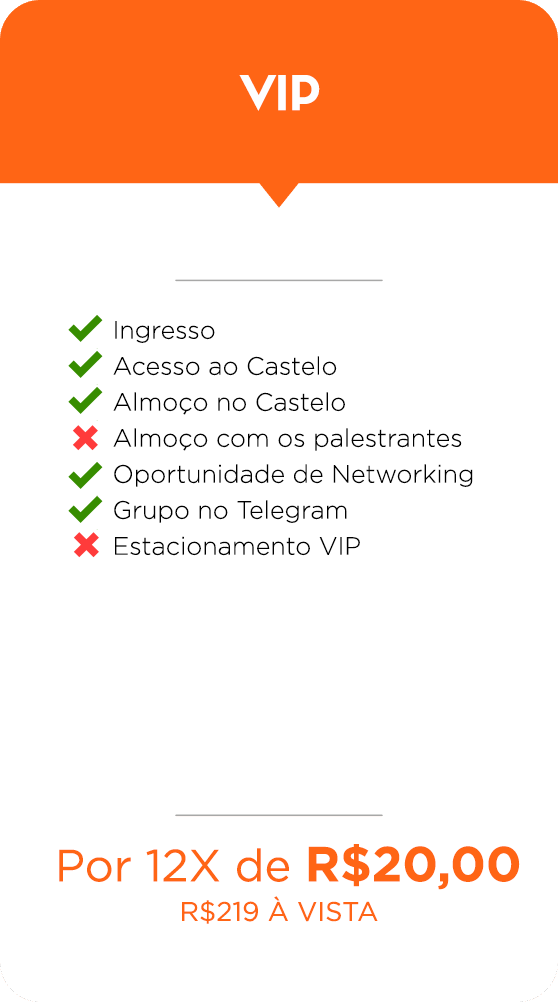 VIP
Ingresso
Acesso ao Castelo
Almoço no Castelo
Almoço com os palestrantes
Oportunidade de Networking
Grupo no Telegram
Estacionamento VIP
Por 12X de R$20,00
R$219 À VISTA